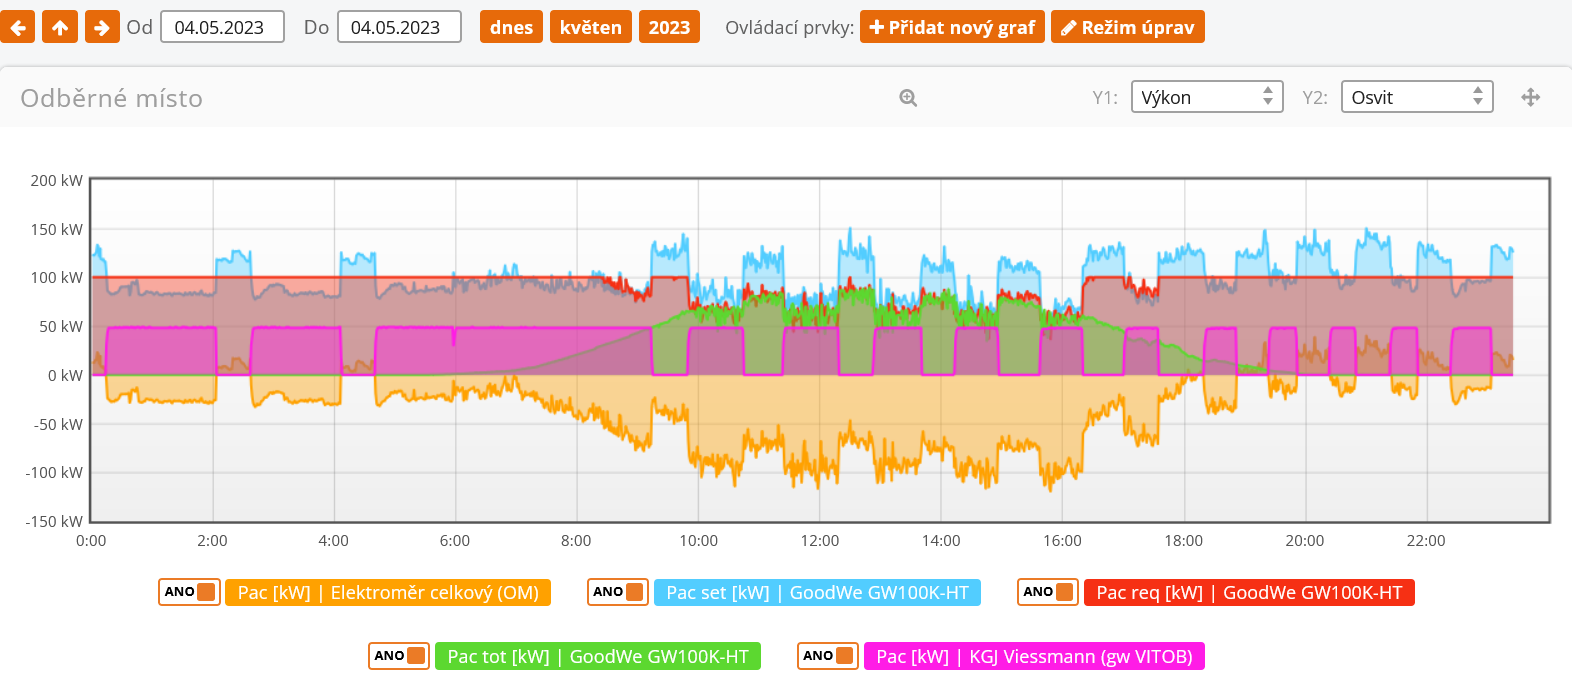 Od 04.05.2023 Do 04.05.2023 dnes květen 2023 Ovládací prvky: Přidat nový graf Režim úprav
Odběrné místo Y1: Výkon Y2: Osvit
200 kW
150 kW
100 kW
50 kW
0 kW
-50 kW
-100 kW
-150 kW
0:00 2:00 4:00 6:00 8:00 10:00 12:00 14:00 16:00 18:00 20:00 22:00
ANO Pac [kW] | Elektroměr celkový (OM) ANO Pac set [kW] | GoodWe GW100K-HT ANO Pac req [kW] | GoodWe GW100K-HT
ANO Pac tot [kW] | GoodWe GW100K-HT ANO Pac [kW] | KGJ Viessmann (gw VITOB)